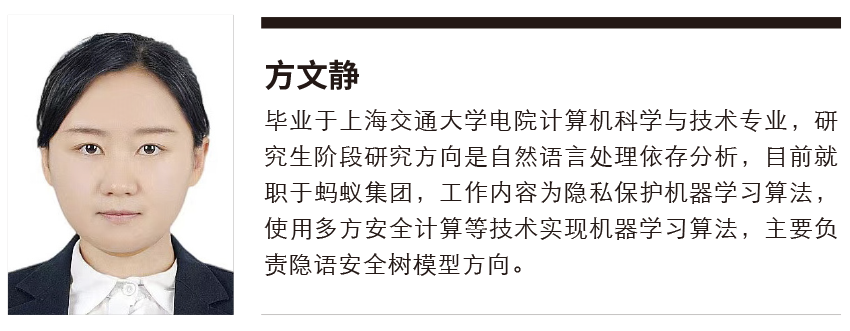 方文静
毕业于上海交通大学电院计算机科学与技术专业，研
究生阶段研究方向是自然语言处理依存分析，目前就
职于蚂蚁集团，工作内容为隐私保护机器学习算法，
使用多方安全计算等技术实现机器学习算法，主要负
责隐语安全树模型方向。